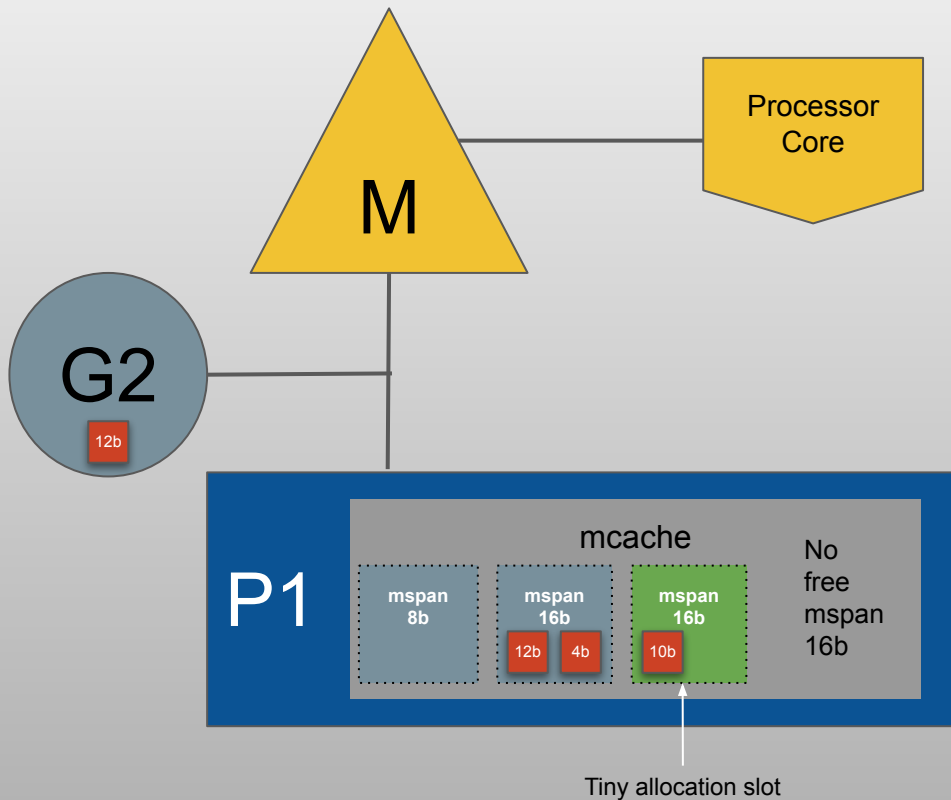 Processor
Core
M
G2
12b
P1
mcache
mspan
8b
mspan
16b
12b
4b
mspan
16b
10b
No
free
mspan
16b
Tiny allocation slot